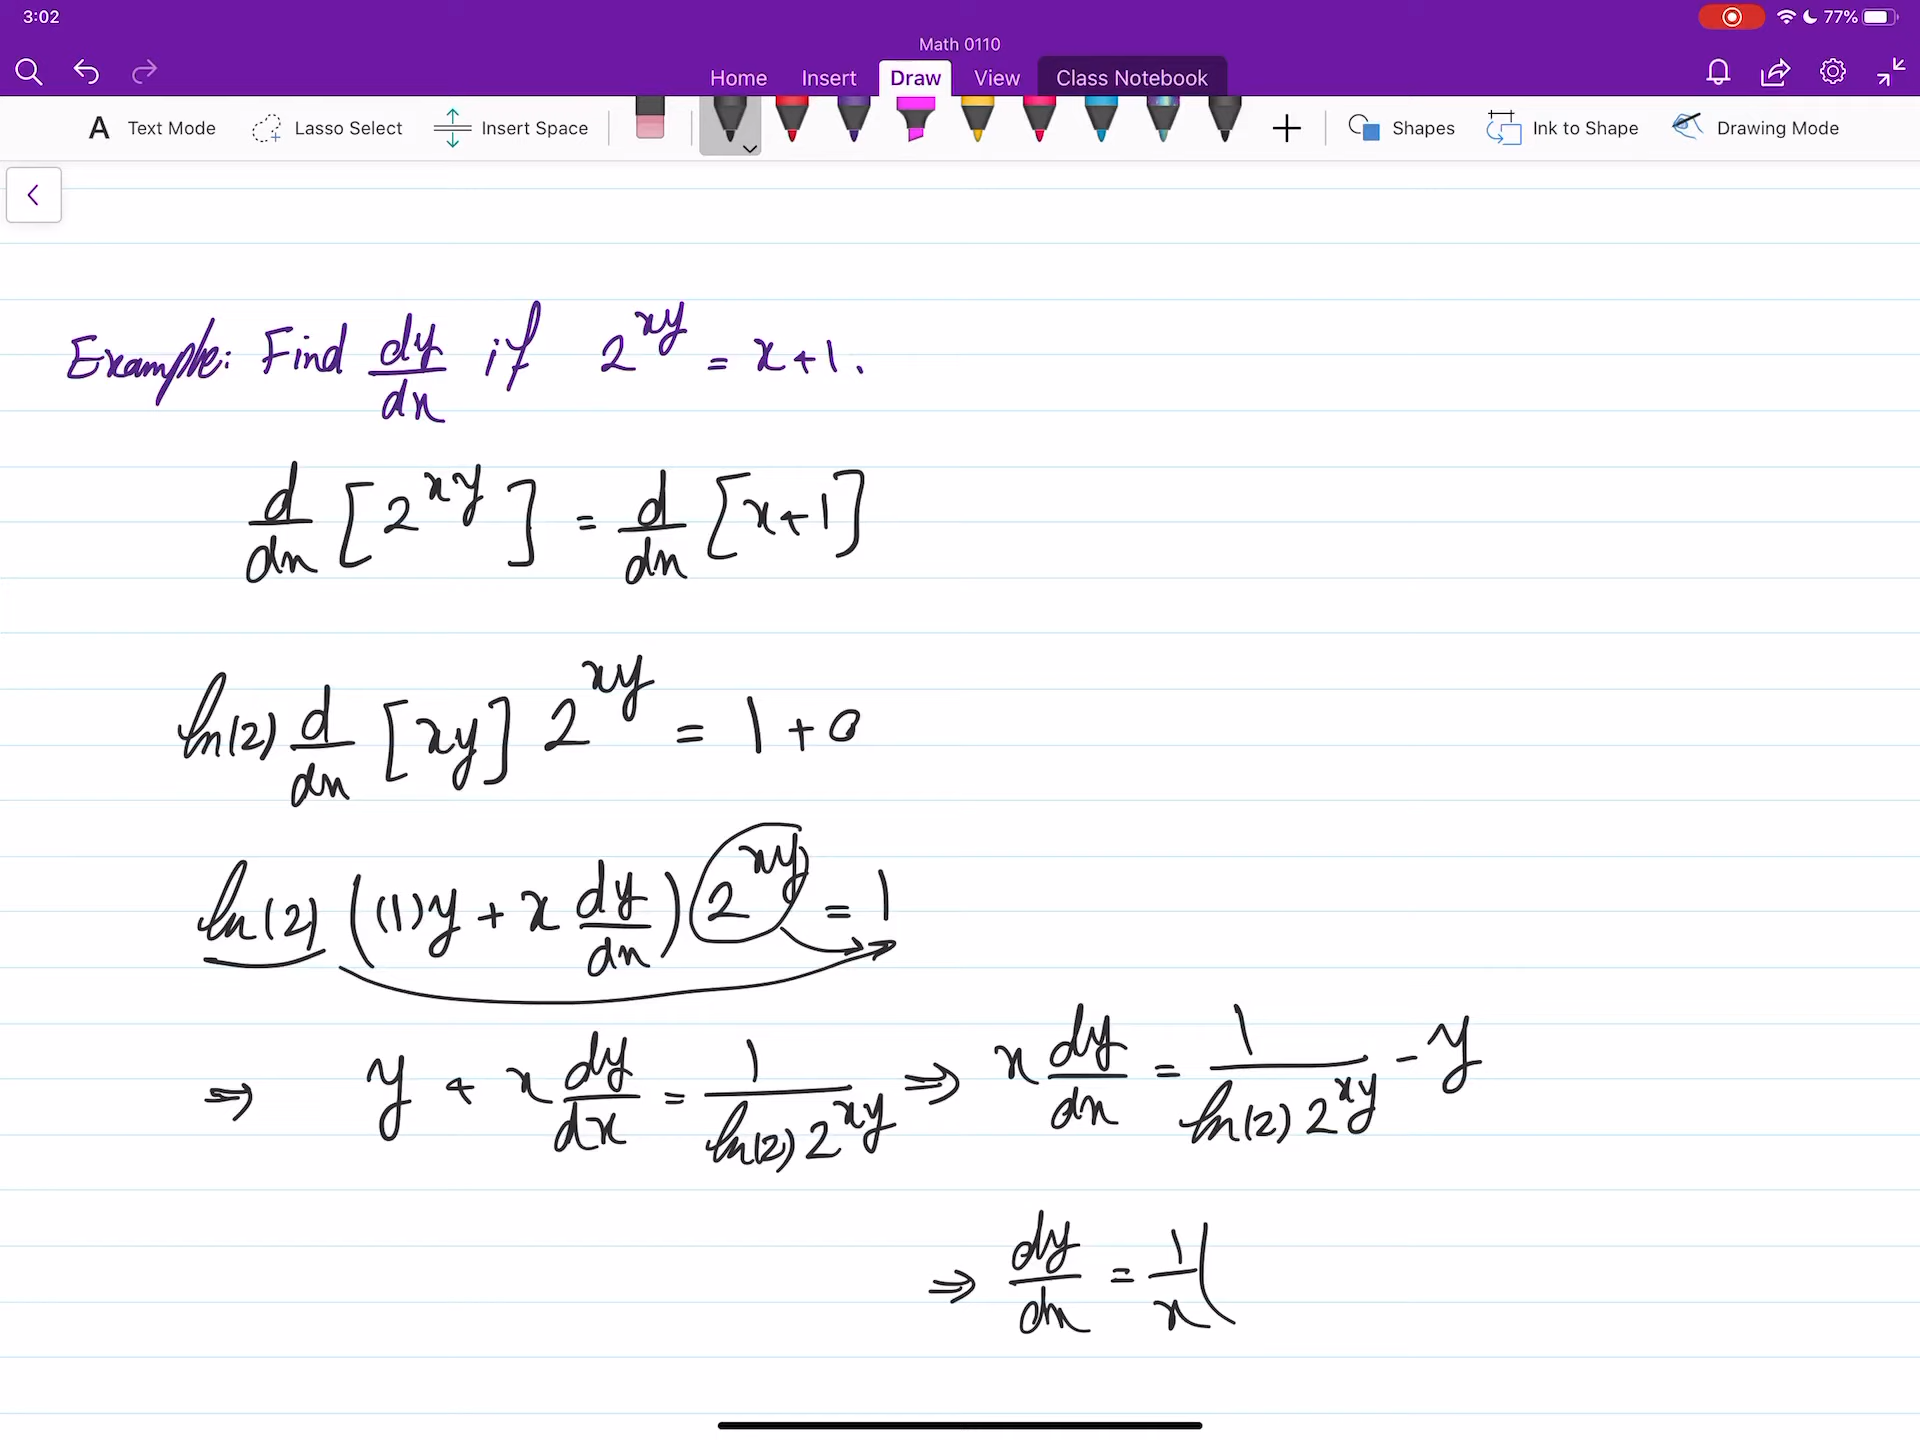 3:02
77%
Math 0110
Home Insert Draw View Class Notebook
A Text Mode Lasso Select Insert Space Shapes Ink to Shape Drawing Mode
Example: Find dy/dx if 2^xy = x+1.
d/dx [2^xy] = d/dx [x+1]
ln(2) d/dx [xy] 2^xy = 1+0
ln(2) ((1)y + x dy/dx) 2^xy = 1
⇒ y + x dy/dx = 1/ln(2) 2^xy ⇒ x dy/dx = 1/ln(2) 2^xy - y
⇒ dy/dx = 1/x (